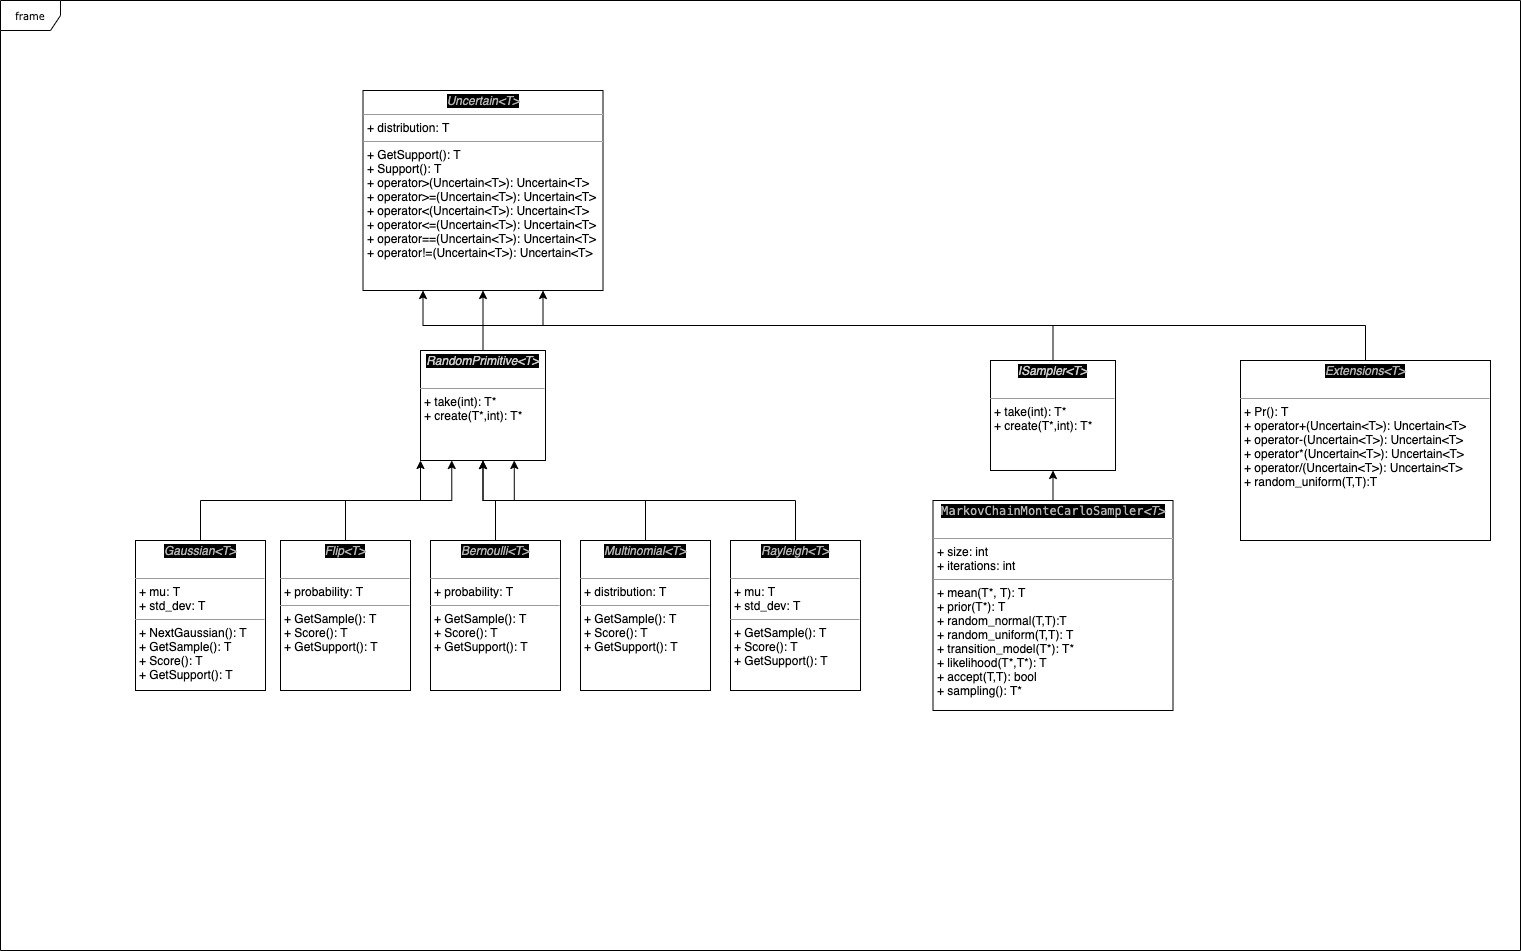 frame
Uncertain<T>
+ distribution: T
+ GetSupport(): T
+ Support(): T
+ operator>(Uncertain<T>): Uncertain<T>
+ operator>=(Uncertain<T>): Uncertain<T>
+ operator<(Uncertain<T>): Uncertain<T>
+ operator<=(Uncertain<T>): Uncertain<T>
+ operator==(Uncertain<T>): Uncertain<T>
+ operator!=(Uncertain<T>): Uncertain<T>
RandomPrimitive<T>
+ take(int): T*
+ create(T*,int): T*
ISampler<T>
+ take(int): T*
+ create(T*,int): T*
Extensions<T>
+ Pr(): T
+ operator+(Uncertain<T>): Uncertain<T>
+ operator-(Uncertain<T>): Uncertain<T>
+ operator*(Uncertain<T>): Uncertain<T>
+ operator/(Uncertain<T>): Uncertain<T>
+ random_uniform(T,T):T
Gaussian<T>
+ mu: T
+ std_dev: T
+ NextGaussian(): T
+ GetSample(): T
+ Score(): T
+ GetSupport(): T
Flip<T>
+ probability: T
+ GetSample(): T
+ Score(): T
+ GetSupport(): T
Bernoulli<T>
+ probability: T
+ GetSample(): T
+ Score(): T
+ GetSupport(): T
Multinomial<T>
+ distribution: T
+ GetSample(): T
+ Score(): T
+ GetSupport(): T
Rayleigh<T>
+ mu: T
+ std_dev: T
+ GetSample(): T
+ Score(): T
+ GetSupport(): T
MarkovChainMonteCarloSampler<T>
+ size: int
+ iterations: int
+ mean(T*, T): T
+ prior(T*): T
+ random_normal(T,T):T
+ random_uniform(T,T): T
+ transition_model(T*): T*
+ likelihood(T*,T*): T
+ accept(T,T): bool
+ sampling(): T*